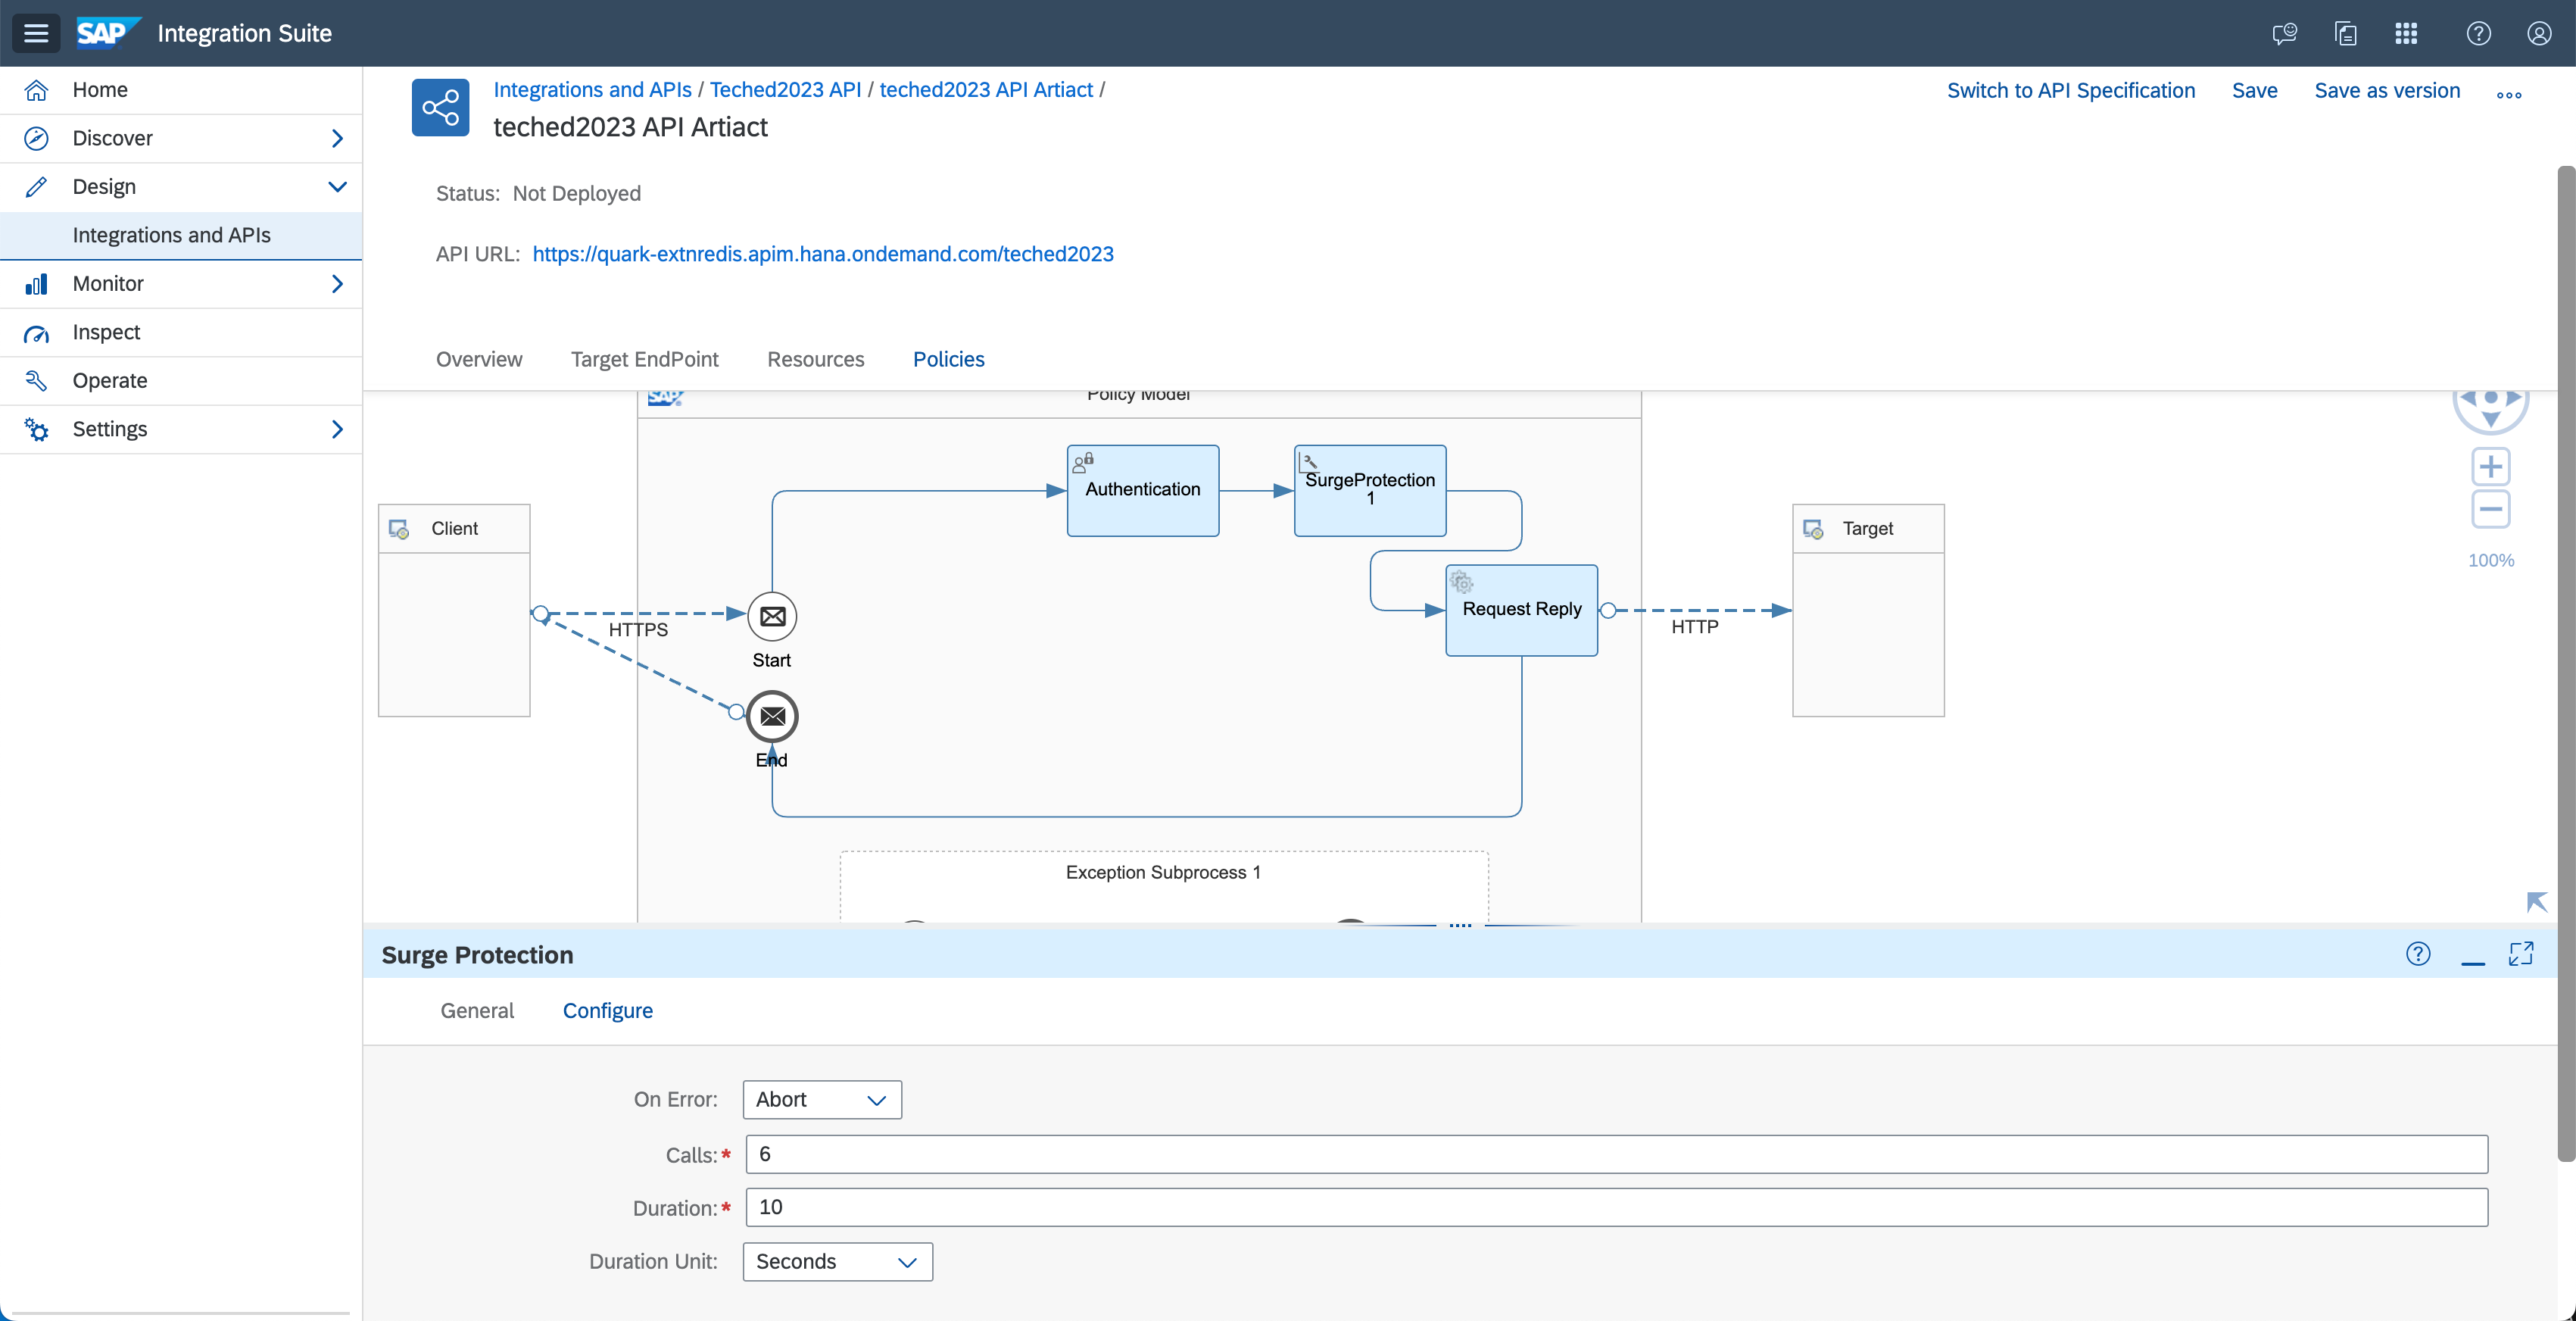 SAP Integration Suite
Home
Discover
Design
Integrations and APIs
Monitor
Inspect
Operate
Settings
Integrations and APIs / Teched2023 API / teched2023 API Artiact /
teched2023 API Artiact
Switch to API Specification Save Save as version
Status: Not Deployed
API URL: https://quark-extnredis.apim.hana.ondemand.com/teched2023
Overview Target EndPoint Resources Policies
SAP Policy Model
Authentication
SurgeProtection
1
Client
Target
100%
Request Reply
HTTPS
HTTP
Start
End
Exception Subprocess 1
Surge Protection
General Configure
On Error: Abort
Calls:* 6
Duration:* 10
Duration Unit: Seconds